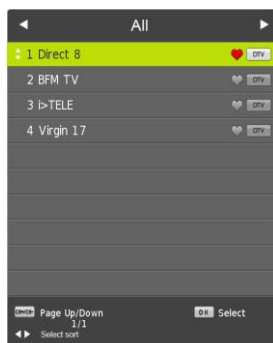 All
1 Direct 8 DTV
2 BFM TV DTV
3 i>TELE DTV
4 Virgin 17 DTV
Page Up/Down OK Select
1/1
Select sort